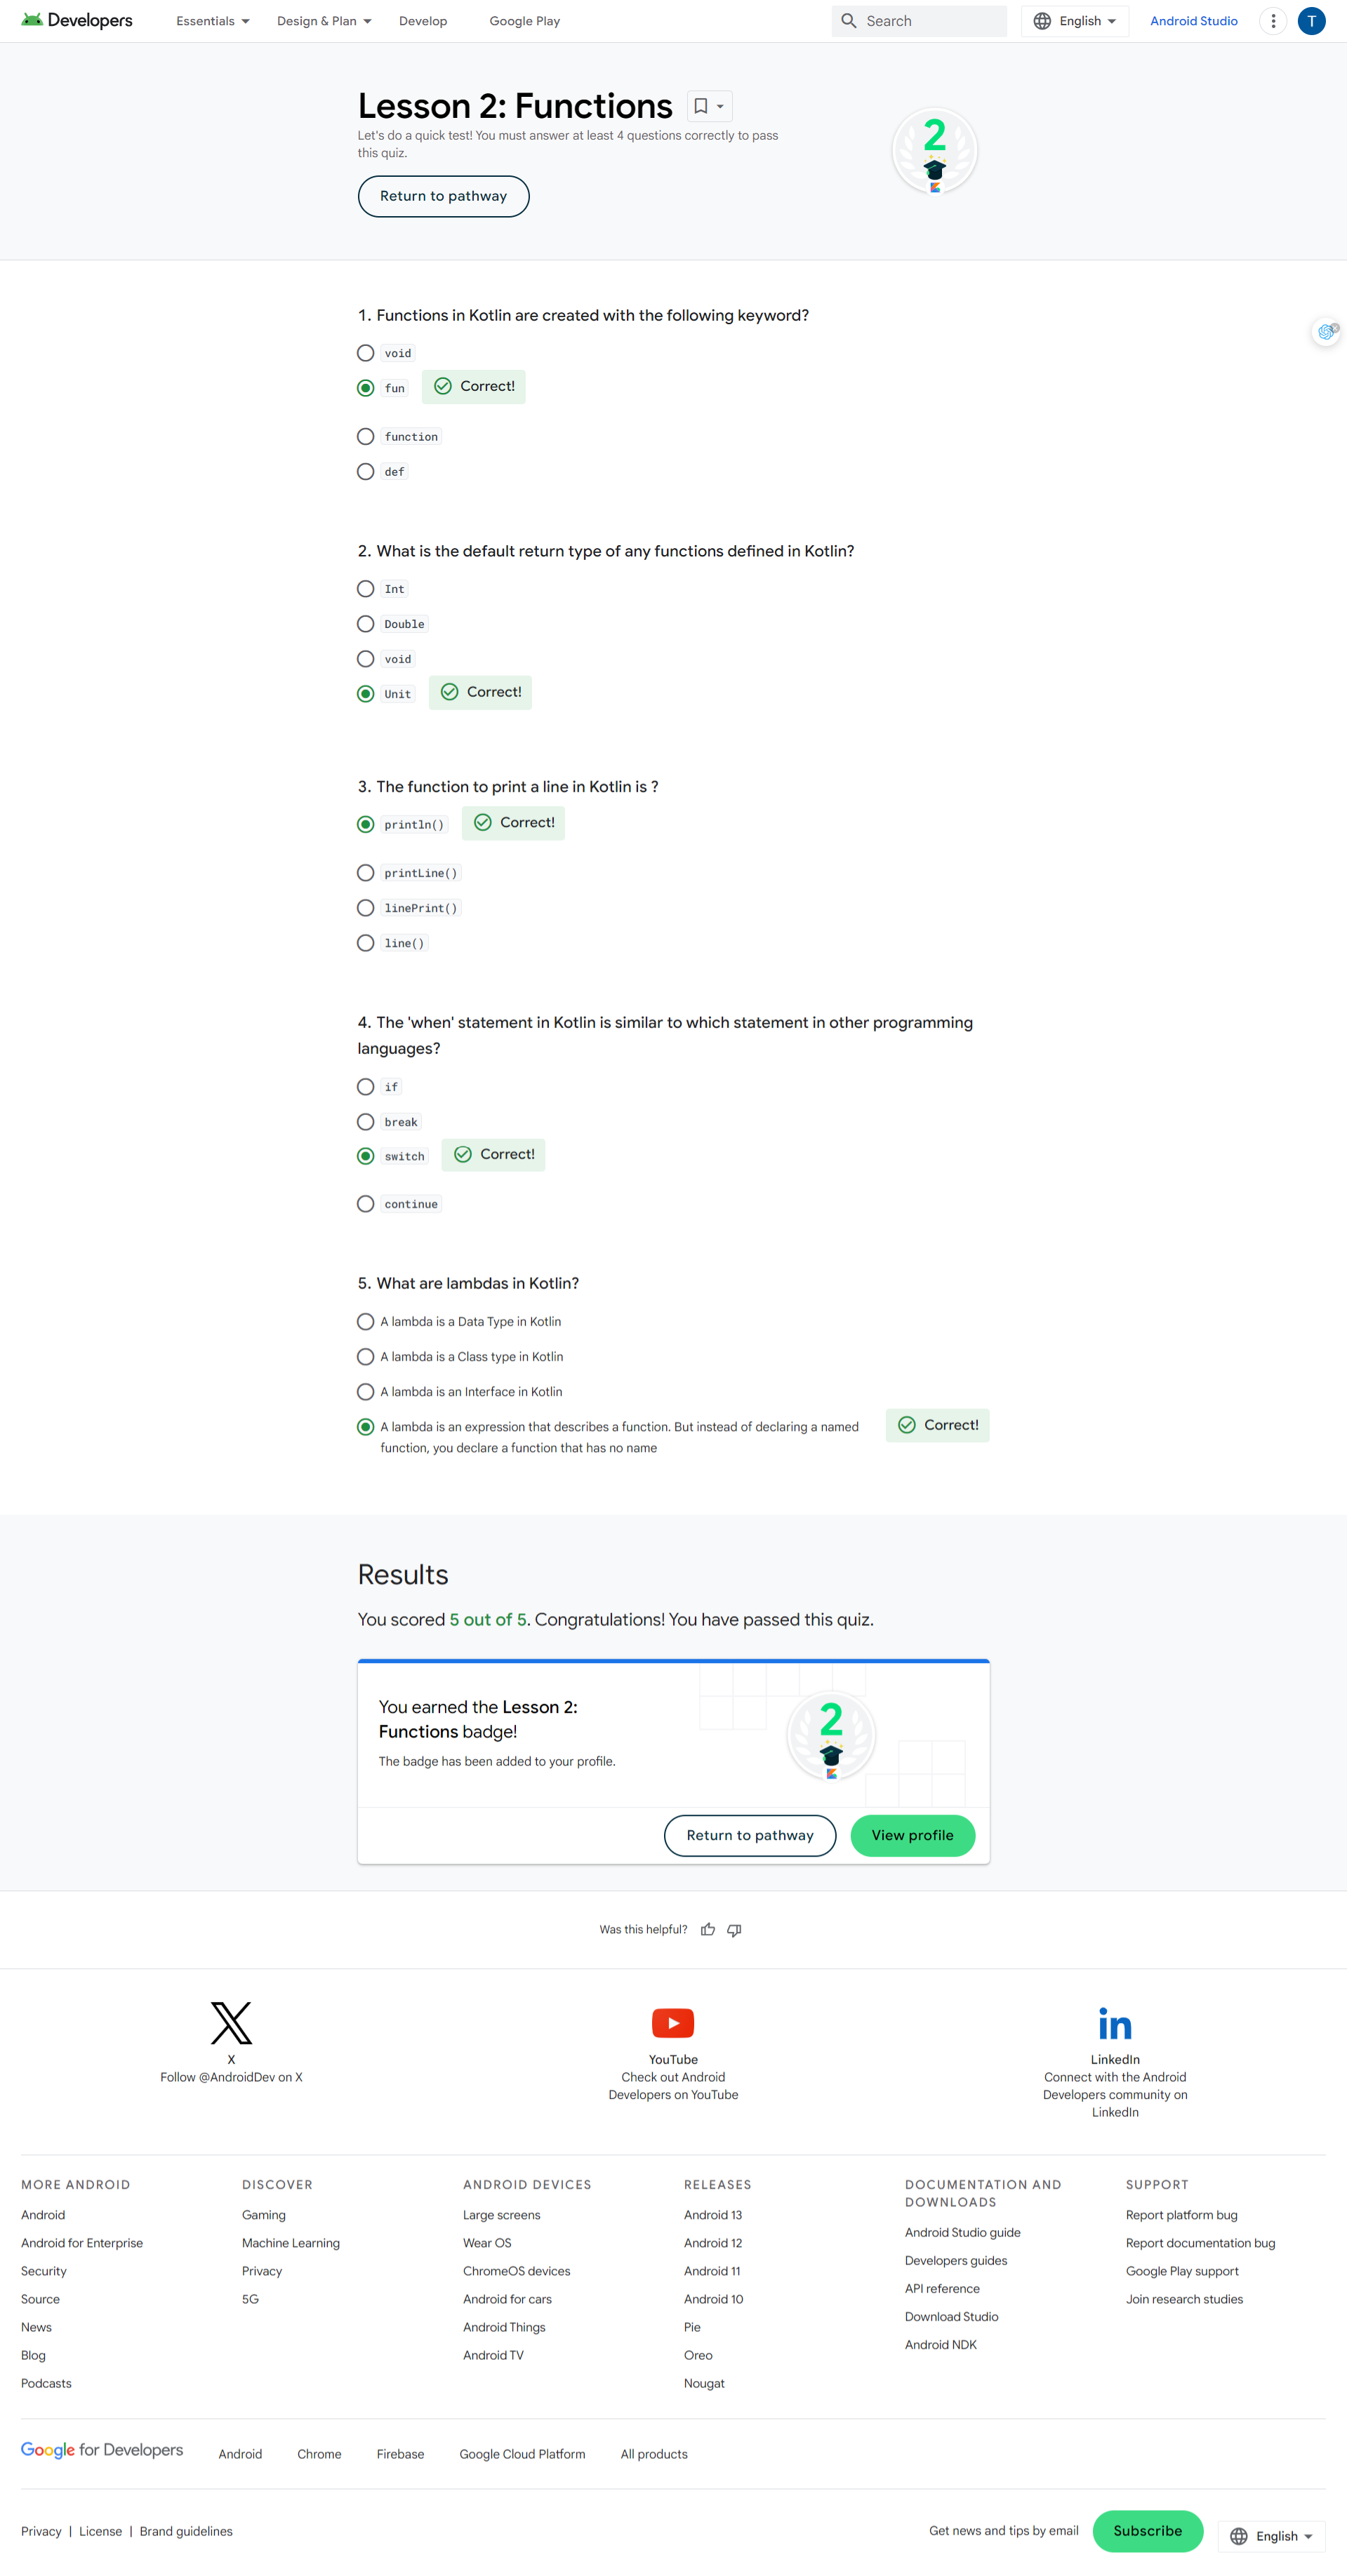 Developers
Essentials
Design & Plan
Develop
Google Play
Search
English
Android Studio
T
Lesson 2: Functions
Let's do a quick test! You must answer at least 4 questions correctly to pass
this quiz.
Return to pathway
2
1. Functions in Kotlin are created with the following keyword?
void
fun
Correct!
function
def
2. What is the default return type of any functions defined in Kotlin?
Int
Double
void
Unit
Correct!
3. The function to print a line in Kotlin is ?
println()
Correct!
printLine()
linePrint()
line()
4. The 'when' statement in Kotlin is similar to which statement in other programming
languages?
if
break
switch
Correct!
continue
5. What are lambdas in Kotlin?
A lambda is a Data Type in Kotlin
A lambda is a Class type in Kotlin
A lambda is an Interface in Kotlin
A lambda is an expression that describes a function. But instead of declaring a named
function, you declare a function that has no name
Correct!
Results
You scored 5 out of 5. Congratulations! You have passed this quiz.
You earned the Lesson 2:
Functions badge!
The badge has been added to your profile.
2
Return to pathway
View profile
Was this helpful?
X
Follow @AndroidDev on X
YouTube
Check out Android
Developers on YouTube
LinkedIn
Connect with the Android
Developers community on
LinkedIn
MORE ANDROID
Android
Android for Enterprise
Security
Source
News
Blog
Podcasts
DISCOVER
Gaming
Machine Learning
Privacy
5G
ANDROID DEVICES
Large screens
Wear OS
ChromeOS devices
Android for cars
Android Things
Android TV
RELEASES
Android 13
Android 12
Android 11
Android 10
Pie
Oreo
Nougat
DOCUMENTATION AND
DOWNLOADS
Android Studio guide
Developers guides
API reference
Download Studio
Android NDK
SUPPORT
Report platform bug
Report documentation bug
Google Play support
Join research studies
Google for Developers
Android
Chrome
Firebase
Google Cloud Platform
All products
Privacy | License | Brand guidelines
Get news and tips by email
Subscribe
English